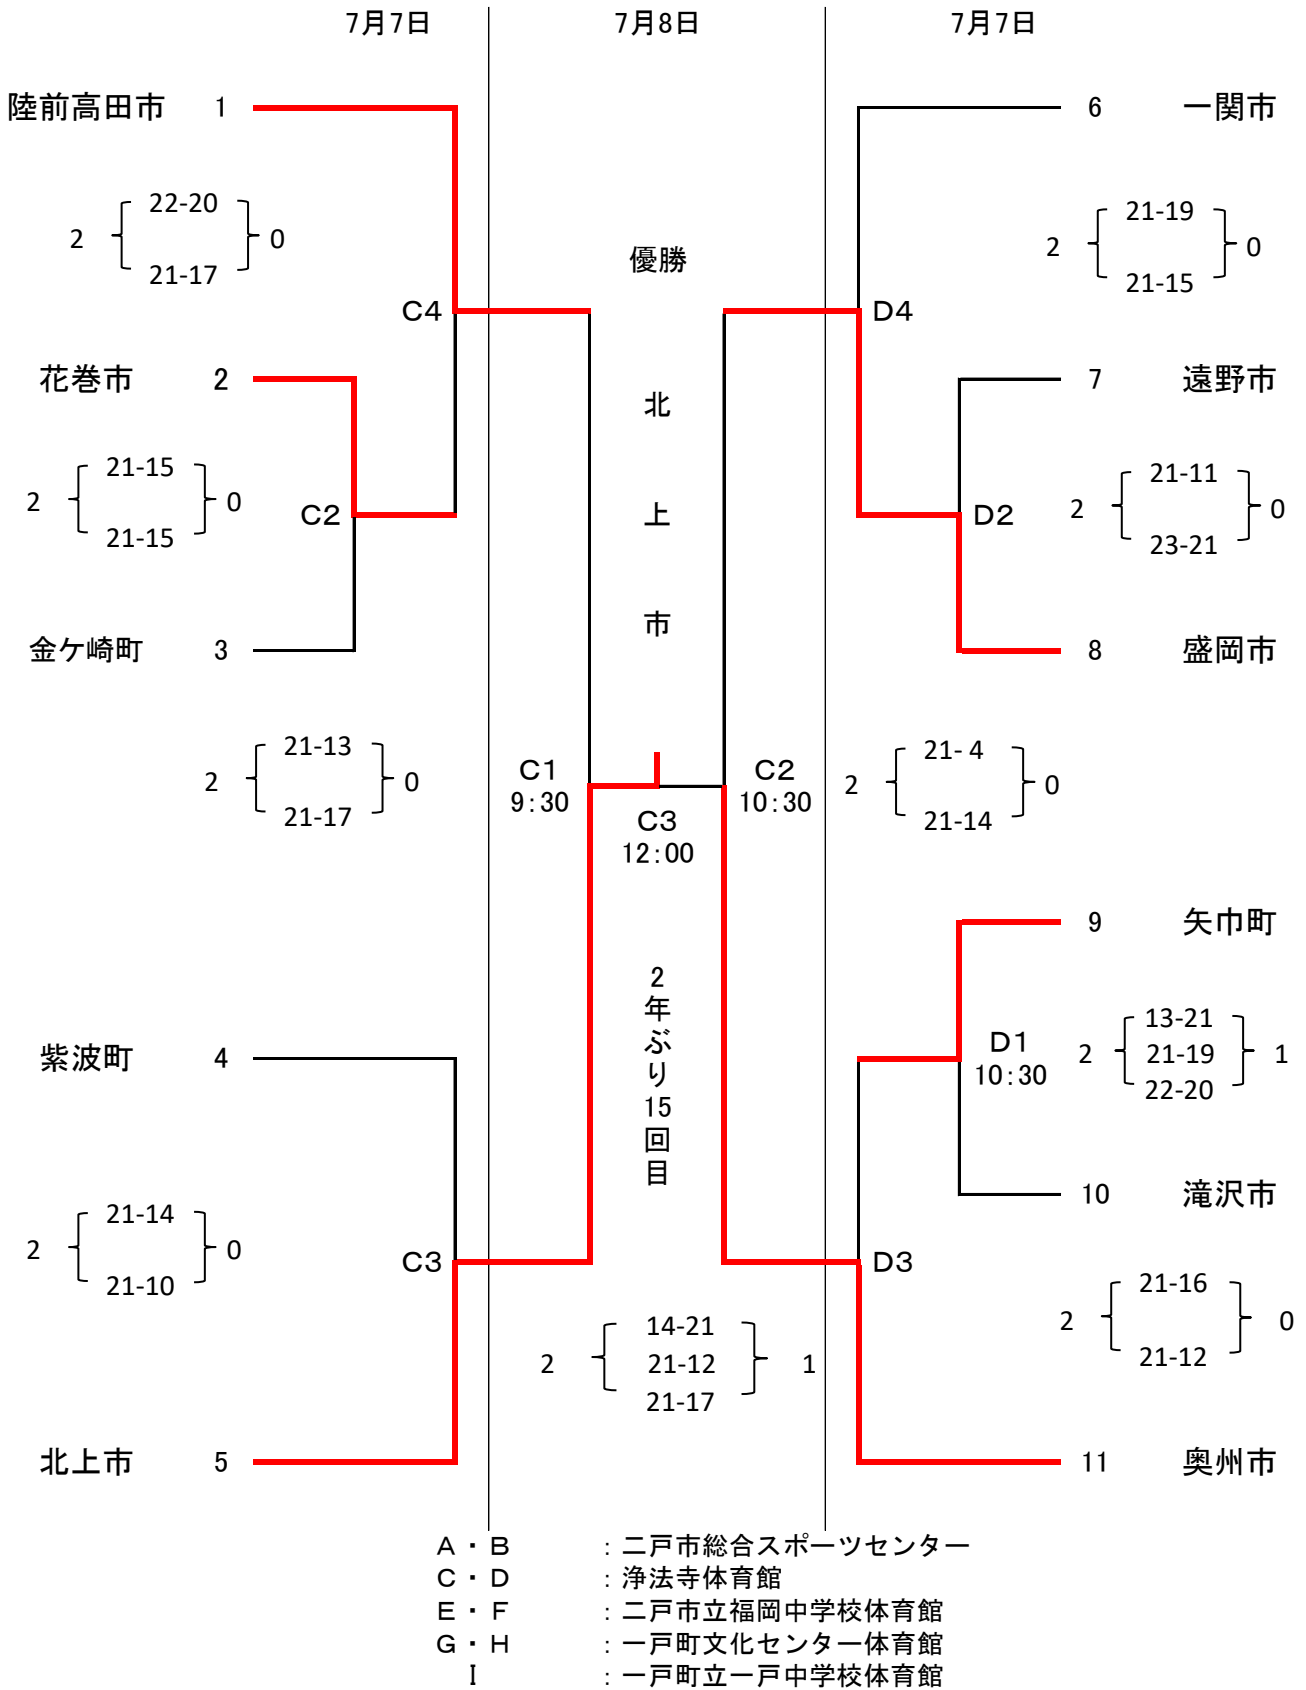 7月7日 7月8日 7月7日
陸前高田市 1
6 一関市
22-20
2 0
21-17
21-19
2 0
21-15
優勝
C4
D4
花巻市 2
7 遠野市
北
上
市
21-15
2 0
21-15
C2
D2
21-11
2 0
23-21
金ケ崎町 3
8 盛岡市
21-13
2 0
21-17
C1
9:30
C3
12:00
C2
10:30
21- 4
2 0
21-14
9 矢巾町
2年ぶり15回目
紫波町 4
D1
10:30
13-21
2 21-19 1
22-20
10 滝沢市
21-14
2 0
21-10
C3
D3
21-16
2 0
21-12
14-21
2 21-12 1
21-17
北上市 5
11 奥州市
A・B :二戸市総合スポーツセンター
C・D :浄法寺体育館
E・F :二戸市立福岡中学校体育館
G・H :一戸町文化センター体育館
I :一戸町立一戸中学校体育館